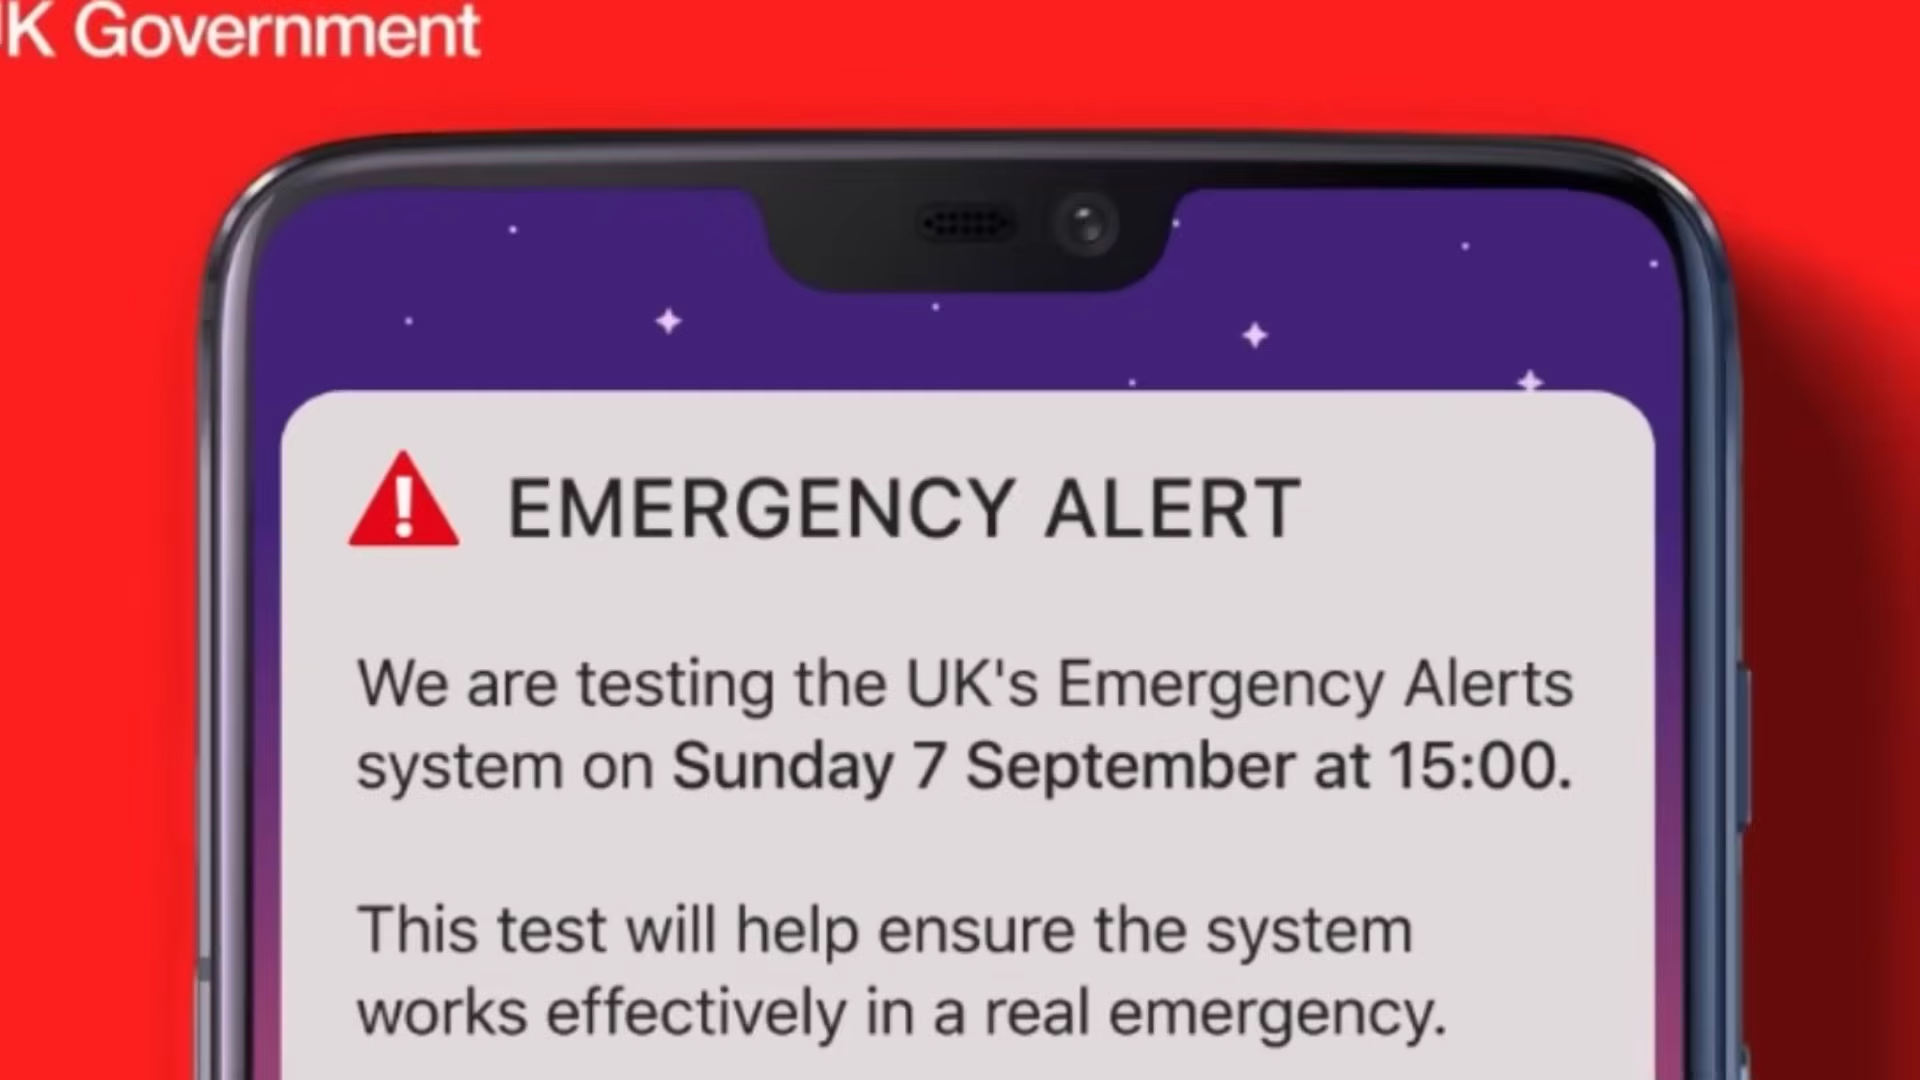 UK Government
EMERGENCY ALERT
We are testing the UK's Emergency Alerts
system on Sunday 7 September at 15:00.
This test will help ensure the system
works effectively in a real emergency.